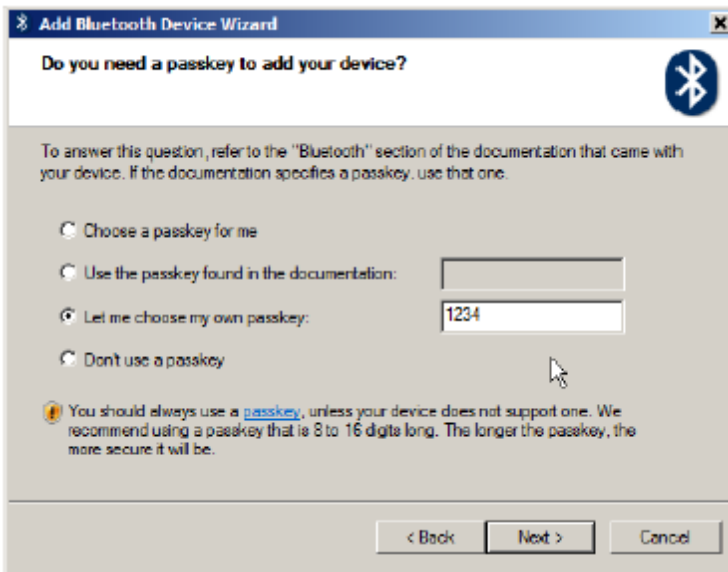 Add Bluetooth Device Wizard
Do you need a passkey to add your device?
To answer this question, refer to the "Bluetooth" section of the documentation that came with
your device. If the documentation specifies a passkey, use that one.
Choose a passkey for me
Use the passkey found in the documentation:
Let me choose my own passkey:
1234
Don't use a passkey
You should always use a passkey, unless your device does not support one. We
recommend using a passkey that is 8 to 16 digits long. The longer the passkey, the
more secure it will be.
< Back
Next >
Cancel